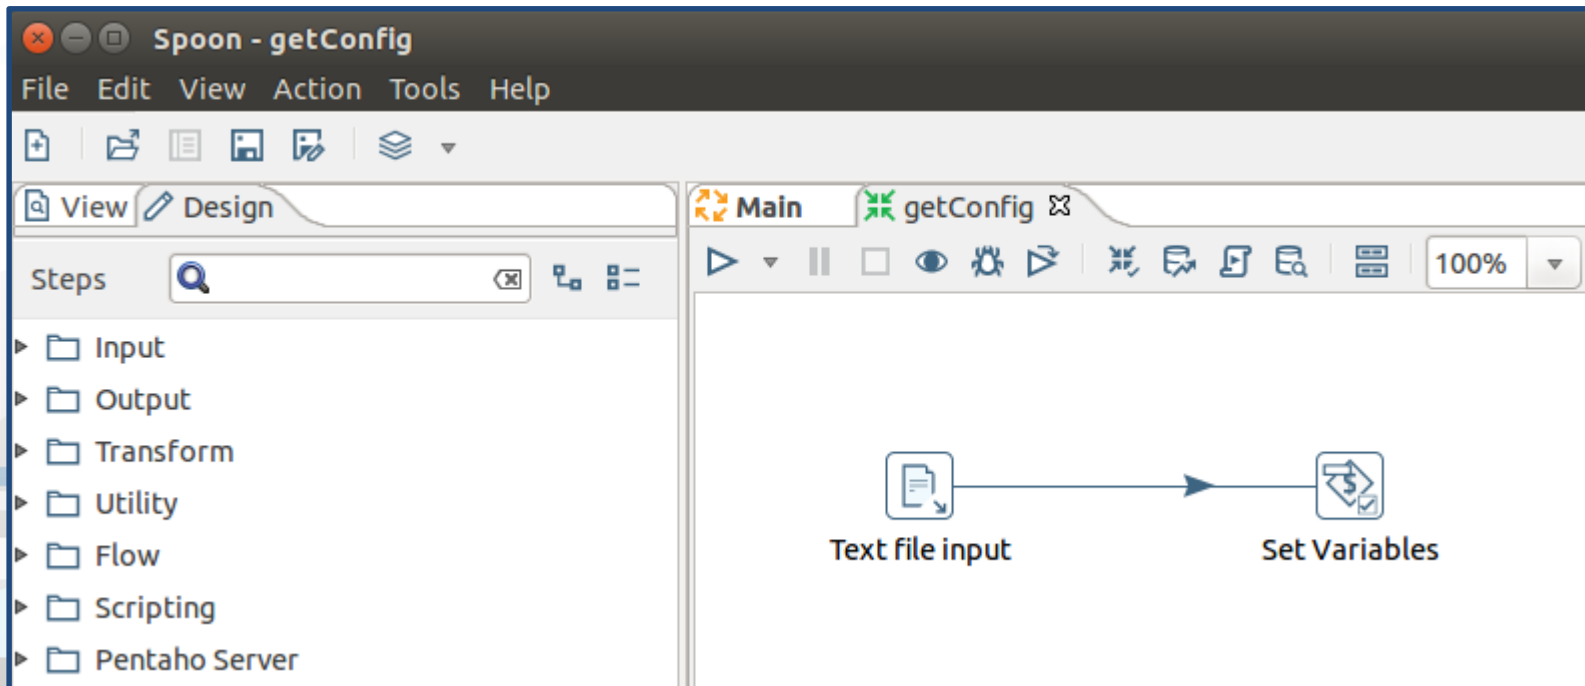 Spoon - getConfig
File Edit View Action Tools Help
View Design
Main getConfig
Steps
100%
Input
Output
Transform
Utility
Flow
Scripting
Pentaho Server
Text file input
Set Variables